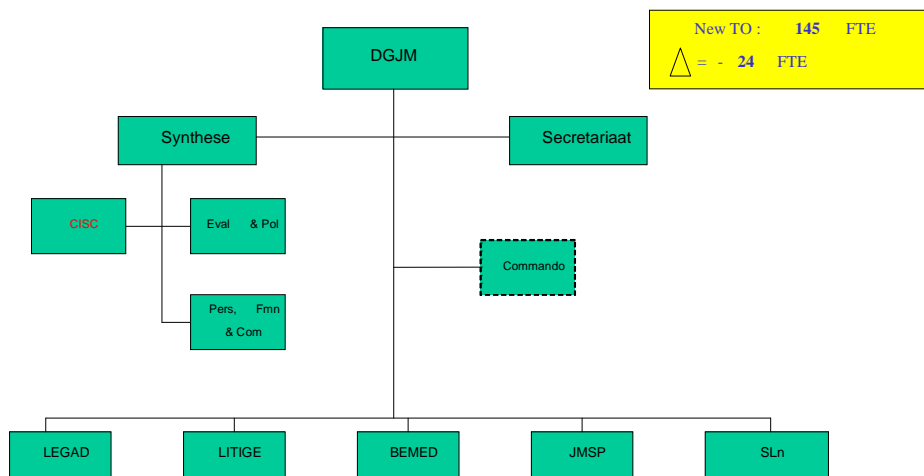 New TO : 145 FTE
= - 24 FTE
DGJM
Synthese
Secretariaat
CISC
Eval & Pol
Commando
Pers, Fmn
& Com
LEGAD
LITIGE
BEMED
JMSP
SLn